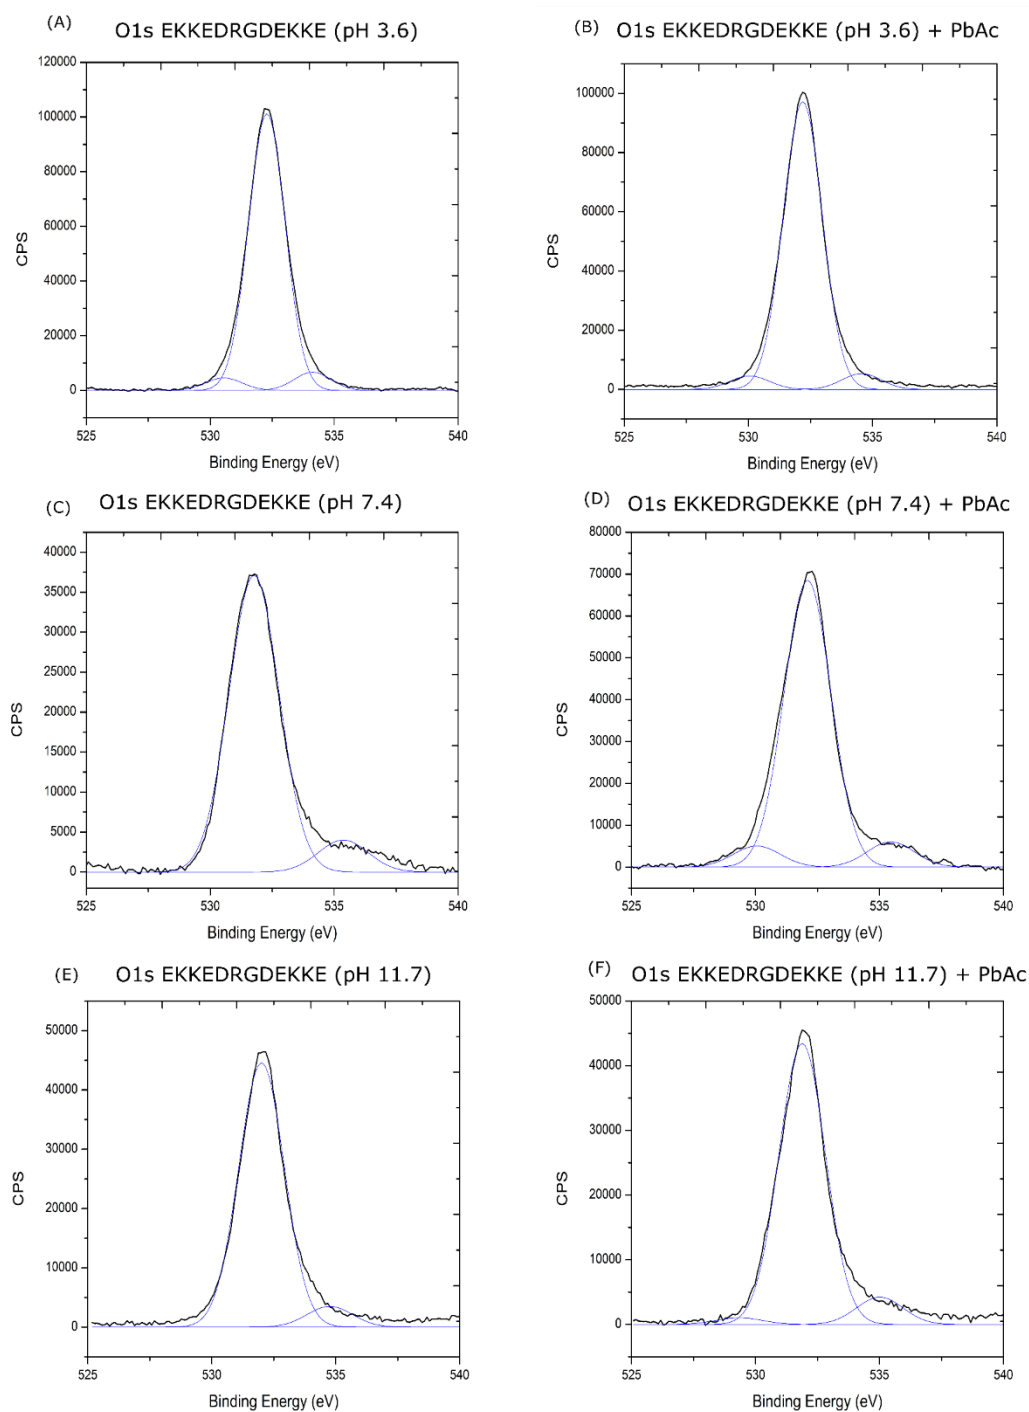 (A)
O1s EKKEDRGDEKKE (pH 3.6)
120000
100000
80000
60000
40000
20000
0
CPS
525
530
535
540
Binding Energy (eV)
(B)
O1s EKKEDRGDEKKE (pH 3.6) + PbAc
100000
80000
60000
40000
20000
0
CPS
525
530
535
540
Binding Energy (eV)
(C)
O1s EKKEDRGDEKKE (pH 7.4)
40000
35000
30000
25000
20000
15000
10000
5000
0
CPS
525
530
535
540
Binding Energy (eV)
(D)
O1s EKKEDRGDEKKE (pH 7.4) + PbAc
80000
70000
60000
50000
40000
30000
20000
10000
0
CPS
525
530
535
540
Binding Energy (eV)
(E)
O1s EKKEDRGDEKKE (pH 11.7)
50000
40000
30000
20000
10000
0
CPS
525
530
535
540
Binding Energy (eV)
(F)
O1s EKKEDRGDEKKE (pH 11.7) + PbAc
50000
40000
30000
20000
10000
0
CPS
525
530
535
540
Binding Energy (eV)